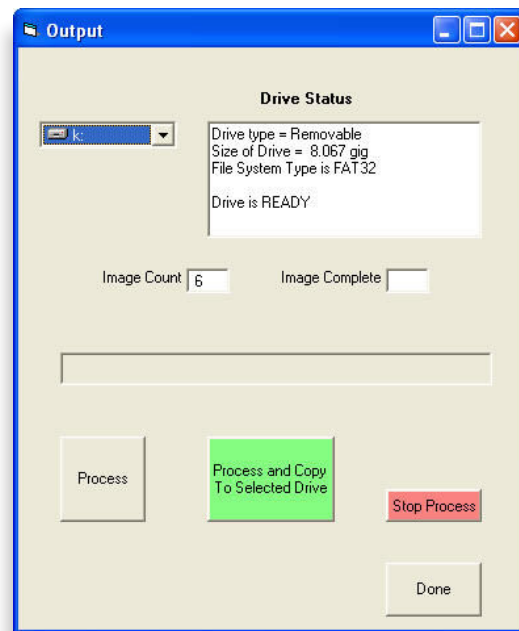 Output
Drive Status
k:
Drive type = Removable
Size of Drive =  8.067 gig
File System Type is FAT32
Drive is READY
Image Count 6
Image Complete
Process
Process and Copy
To Selected Drive
Stop Process
Done